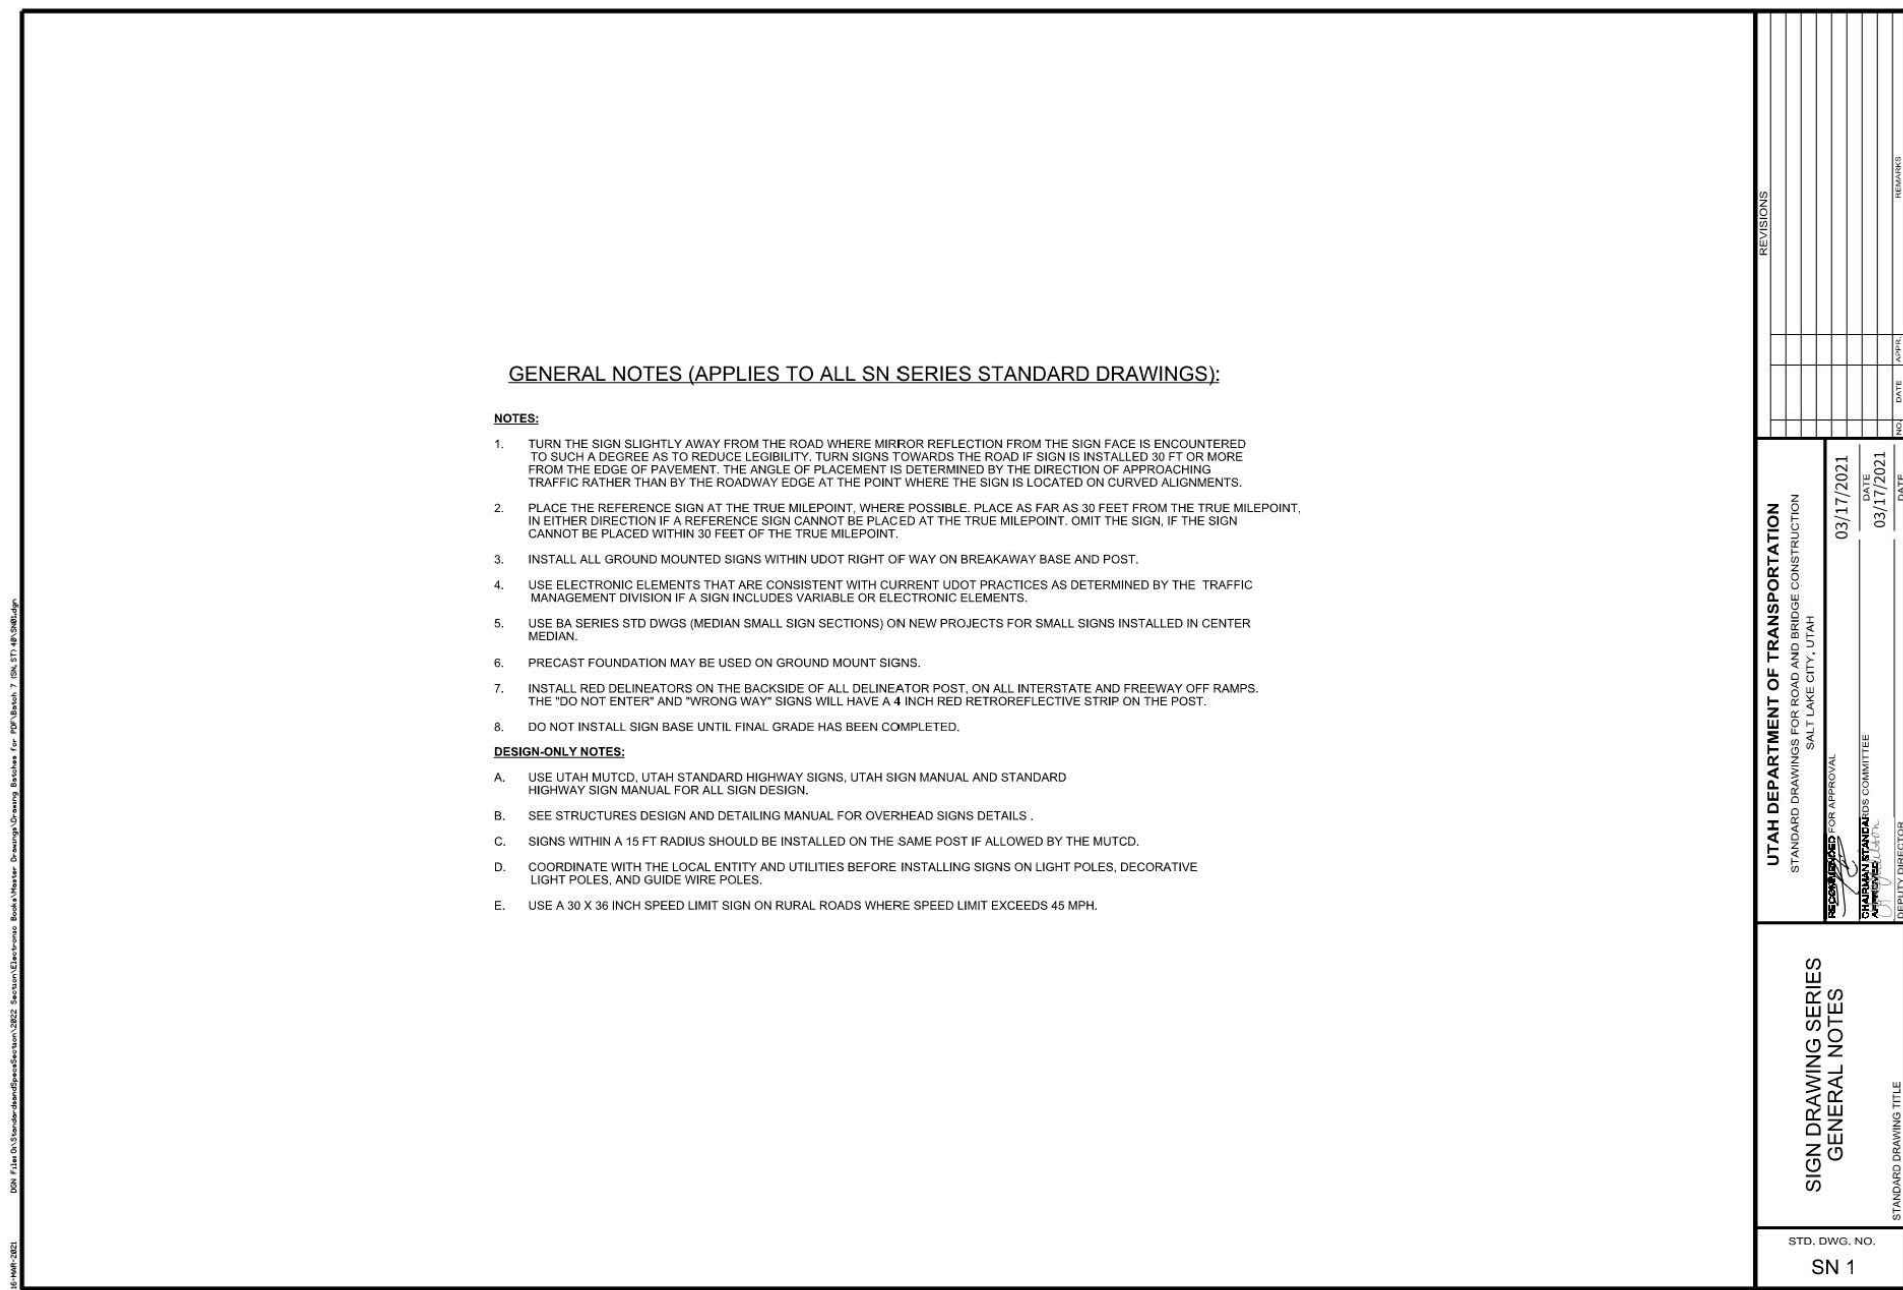 GENERAL NOTES (APPLIES TO ALL SN SERIES STANDARD DRAWINGS):
NOTES:
1. TURN THE SIGN SLIGHTLY AWAY FROM THE ROAD WHERE MIRROR REFLECTION FROM THE SIGN FACE IS ENCOUNTERED
TO SUCH A DEGREE AS TO REDUCE LEGIBILITY. TURN SIGNS TOWARDS THE ROAD IF SIGN IS INSTALLED 30 FT OR MORE
FROM THE EDGE OF PAVEMENT. THE ANGLE OF PLACEMENT IS DETERMINED BY THE DIRECTION OF APPROACHING
TRAFFIC RATHER THAN BY THE ROADWAY EDGE AT THE POINT WHERE THE SIGN IS LOCATED ON CURVED ALIGNMENTS.
2. PLACE THE REFERENCE SIGN AT THE TRUE MILEPOINT, WHERE POSSIBLE. PLACE AS FAR AS 30 FEET FROM THE TRUE MILEPOINT,
IN EITHER DIRECTION IF A REFERENCE SIGN CANNOT BE PLACED AT THE TRUE MILEPOINT. OMIT THE SIGN, IF THE SIGN
CANNOT BE PLACED WITHIN 30 FEET OF THE TRUE MILEPOINT.
3. INSTALL ALL GROUND MOUNTED SIGNS WITHIN UDOT RIGHT OF WAY ON BREAKAWAY BASE AND POST.
4. USE ELECTRONIC ELEMENTS THAT ARE CONSISTENT WITH CURRENT UDOT PRACTICES AS DETERMINED BY THE TRAFFIC
MANAGEMENT DIVISION IF A SIGN INCLUDES VARIABLE OR ELECTRONIC ELEMENTS.
5. USE BA SERIES STD DWGS (MEDIAN SMALL SIGN SECTIONS) ON NEW PROJECTS FOR SMALL SIGNS INSTALLED IN CENTER
MEDIAN.
6. PRECAST FOUNDATION MAY BE USED ON GROUND MOUNT SIGNS.
7. INSTALL RED DELINEATORS ON THE BACKSIDE OF ALL DELINEATOR POST, ON ALL INTERSTATE AND FREEWAY OFF RAMPS.
THE "DO NOT ENTER" AND "WRONG WAY" SIGNS WILL HAVE A 4 INCH RED RETROREFLECTIVE STRIP ON THE POST.
8. DO NOT INSTALL SIGN BASE UNTIL FINAL GRADE HAS BEEN COMPLETED.
DESIGN-ONLY NOTES:
A. USE UTAH MUTCD, UTAH STANDARD HIGHWAY SIGNS, UTAH SIGN MANUAL AND STANDARD
HIGHWAY SIGN MANUAL FOR ALL SIGN DESIGN.
B. SEE STRUCTURES DESIGN AND DETAILING MANUAL FOR OVERHEAD SIGNS DETAILS .
C. SIGNS WITHIN A 15 FT RADIUS SHOULD BE INSTALLED ON THE SAME POST IF ALLOWED BY THE MUTCD.
D. COORDINATE WITH THE LOCAL ENTITY AND UTILITIES BEFORE INSTALLING SIGNS ON LIGHT POLES, DECORATIVE
LIGHT POLES, AND GUIDE WIRE POLES.
E. USE A 30 X 36 INCH SPEED LIMIT SIGN ON RURAL ROADS WHERE SPEED LIMIT EXCEEDS 45 MPH.
REVISIONS
NO. DATE APPR. REMARKS
UTAH DEPARTMENT OF TRANSPORTATION
STANDARD DRAWINGS FOR ROAD AND BRIDGE CONSTRUCTION
SALT LAKE CITY, UTAH
RECOMMENDED FOR APPROVAL
03/17/2021
CHAIRMAN STANDARDS COMMITTEE DATE
APPROVED 03/17/2021
DEPUTY DIRECTOR DATE
SIGN DRAWING SERIES
GENERAL NOTES
STANDARD DRAWING TITLE
STD. DWG. NO.
SN 1
16-MAR-2021